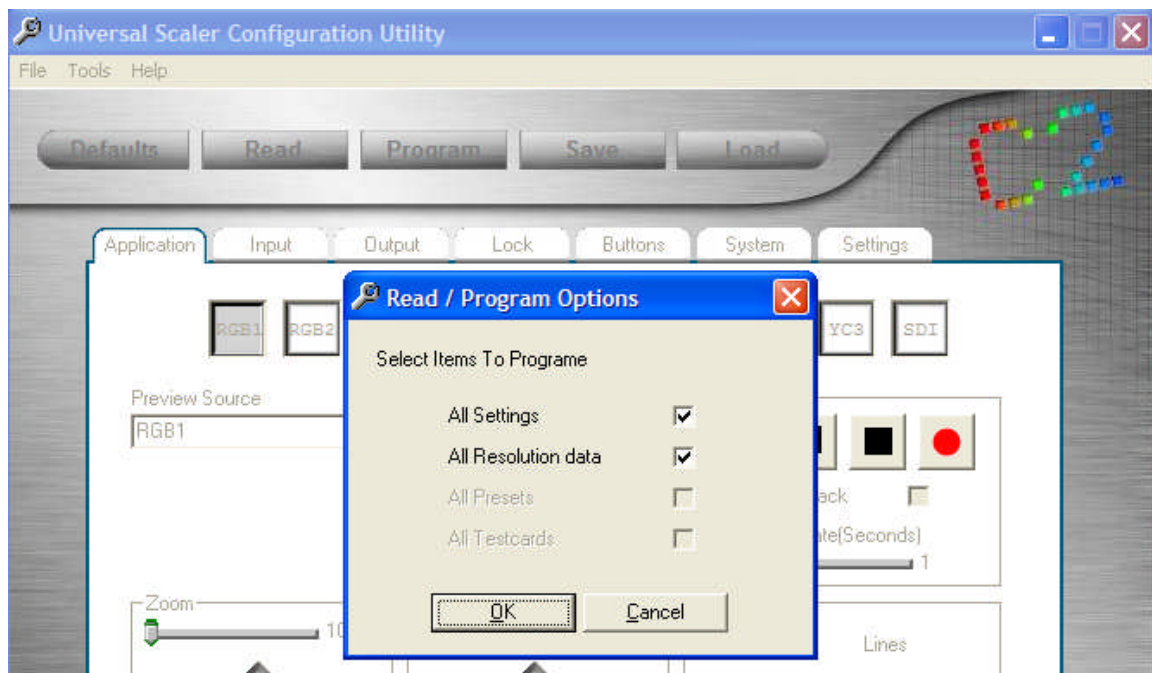 Universal Scaler Configuration Utility
File Tools Help
Defaults Read Program Save Load
C2
Application Input Output Lock Buttons System Settings
RGB1 RGB2 YC3 SDI
Read / Program Options
Select Items To Programe
All Settings
All Resolution data
All Presets
All Testcards
OK Cancel
Preview Source
RGB1
ack
ate(Seconds)
1
Zoom
10
Lines